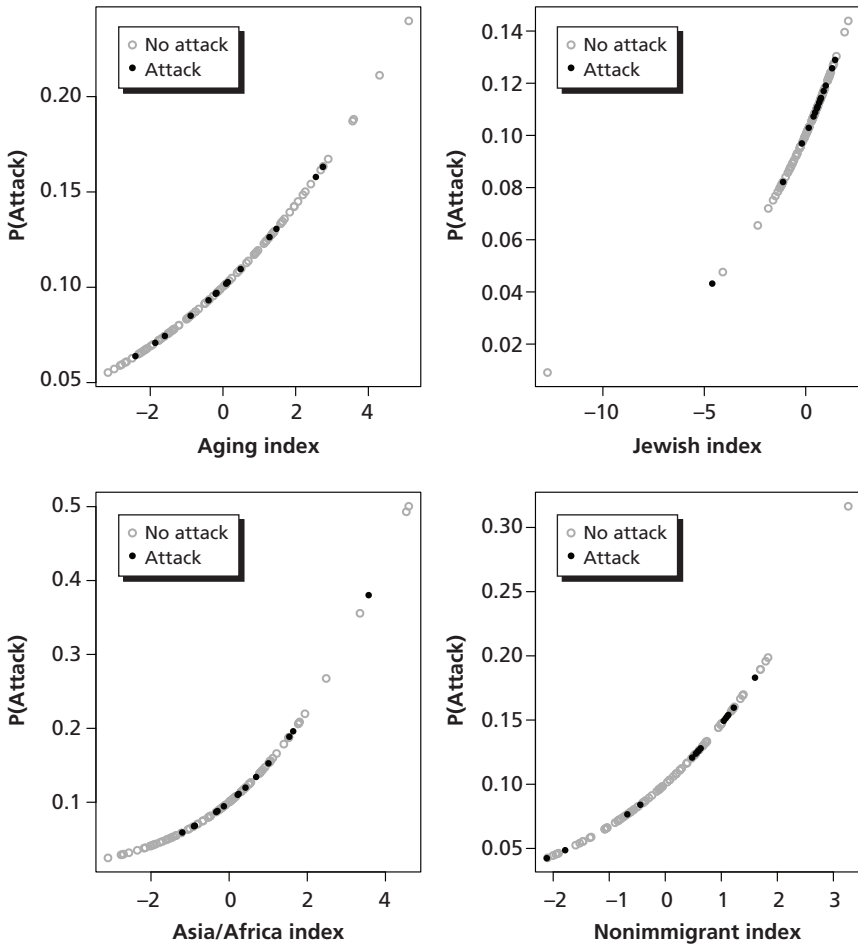 No attack
Attack
P(Attack)
0.20
0.15
0.10
0.05
−2 0 2 4
Aging index
No attack
Attack
P(Attack)
0.14
0.12
0.10
0.08
0.06
0.04
0.02
−10 −5 0
Jewish index
No attack
Attack
P(Attack)
0.5
0.4
0.3
0.2
0.1
−2 0 2 4
Asia/Africa index
No attack
Attack
P(Attack)
0.30
0.25
0.20
0.15
0.10
0.05
−2 −1 0 1 2 3
Nonimmigrant index